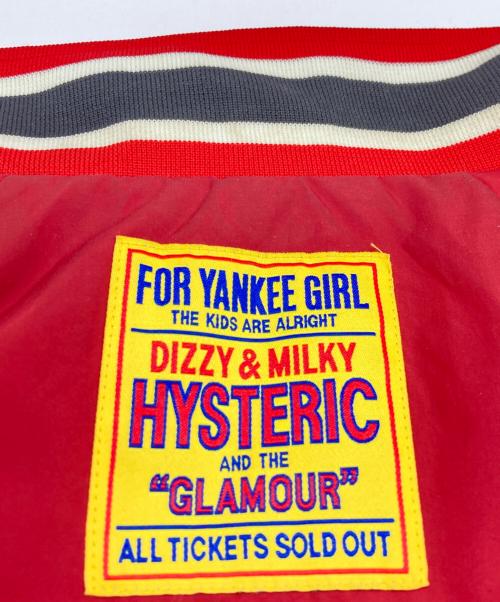 FOR YANKEE GIRL
THE KIDS ARE ALRIGHT
DIZZY & MILKY
HYSTERIC
AND THE
“GLAMOUR”
ALL TICKETS SOLD OUT